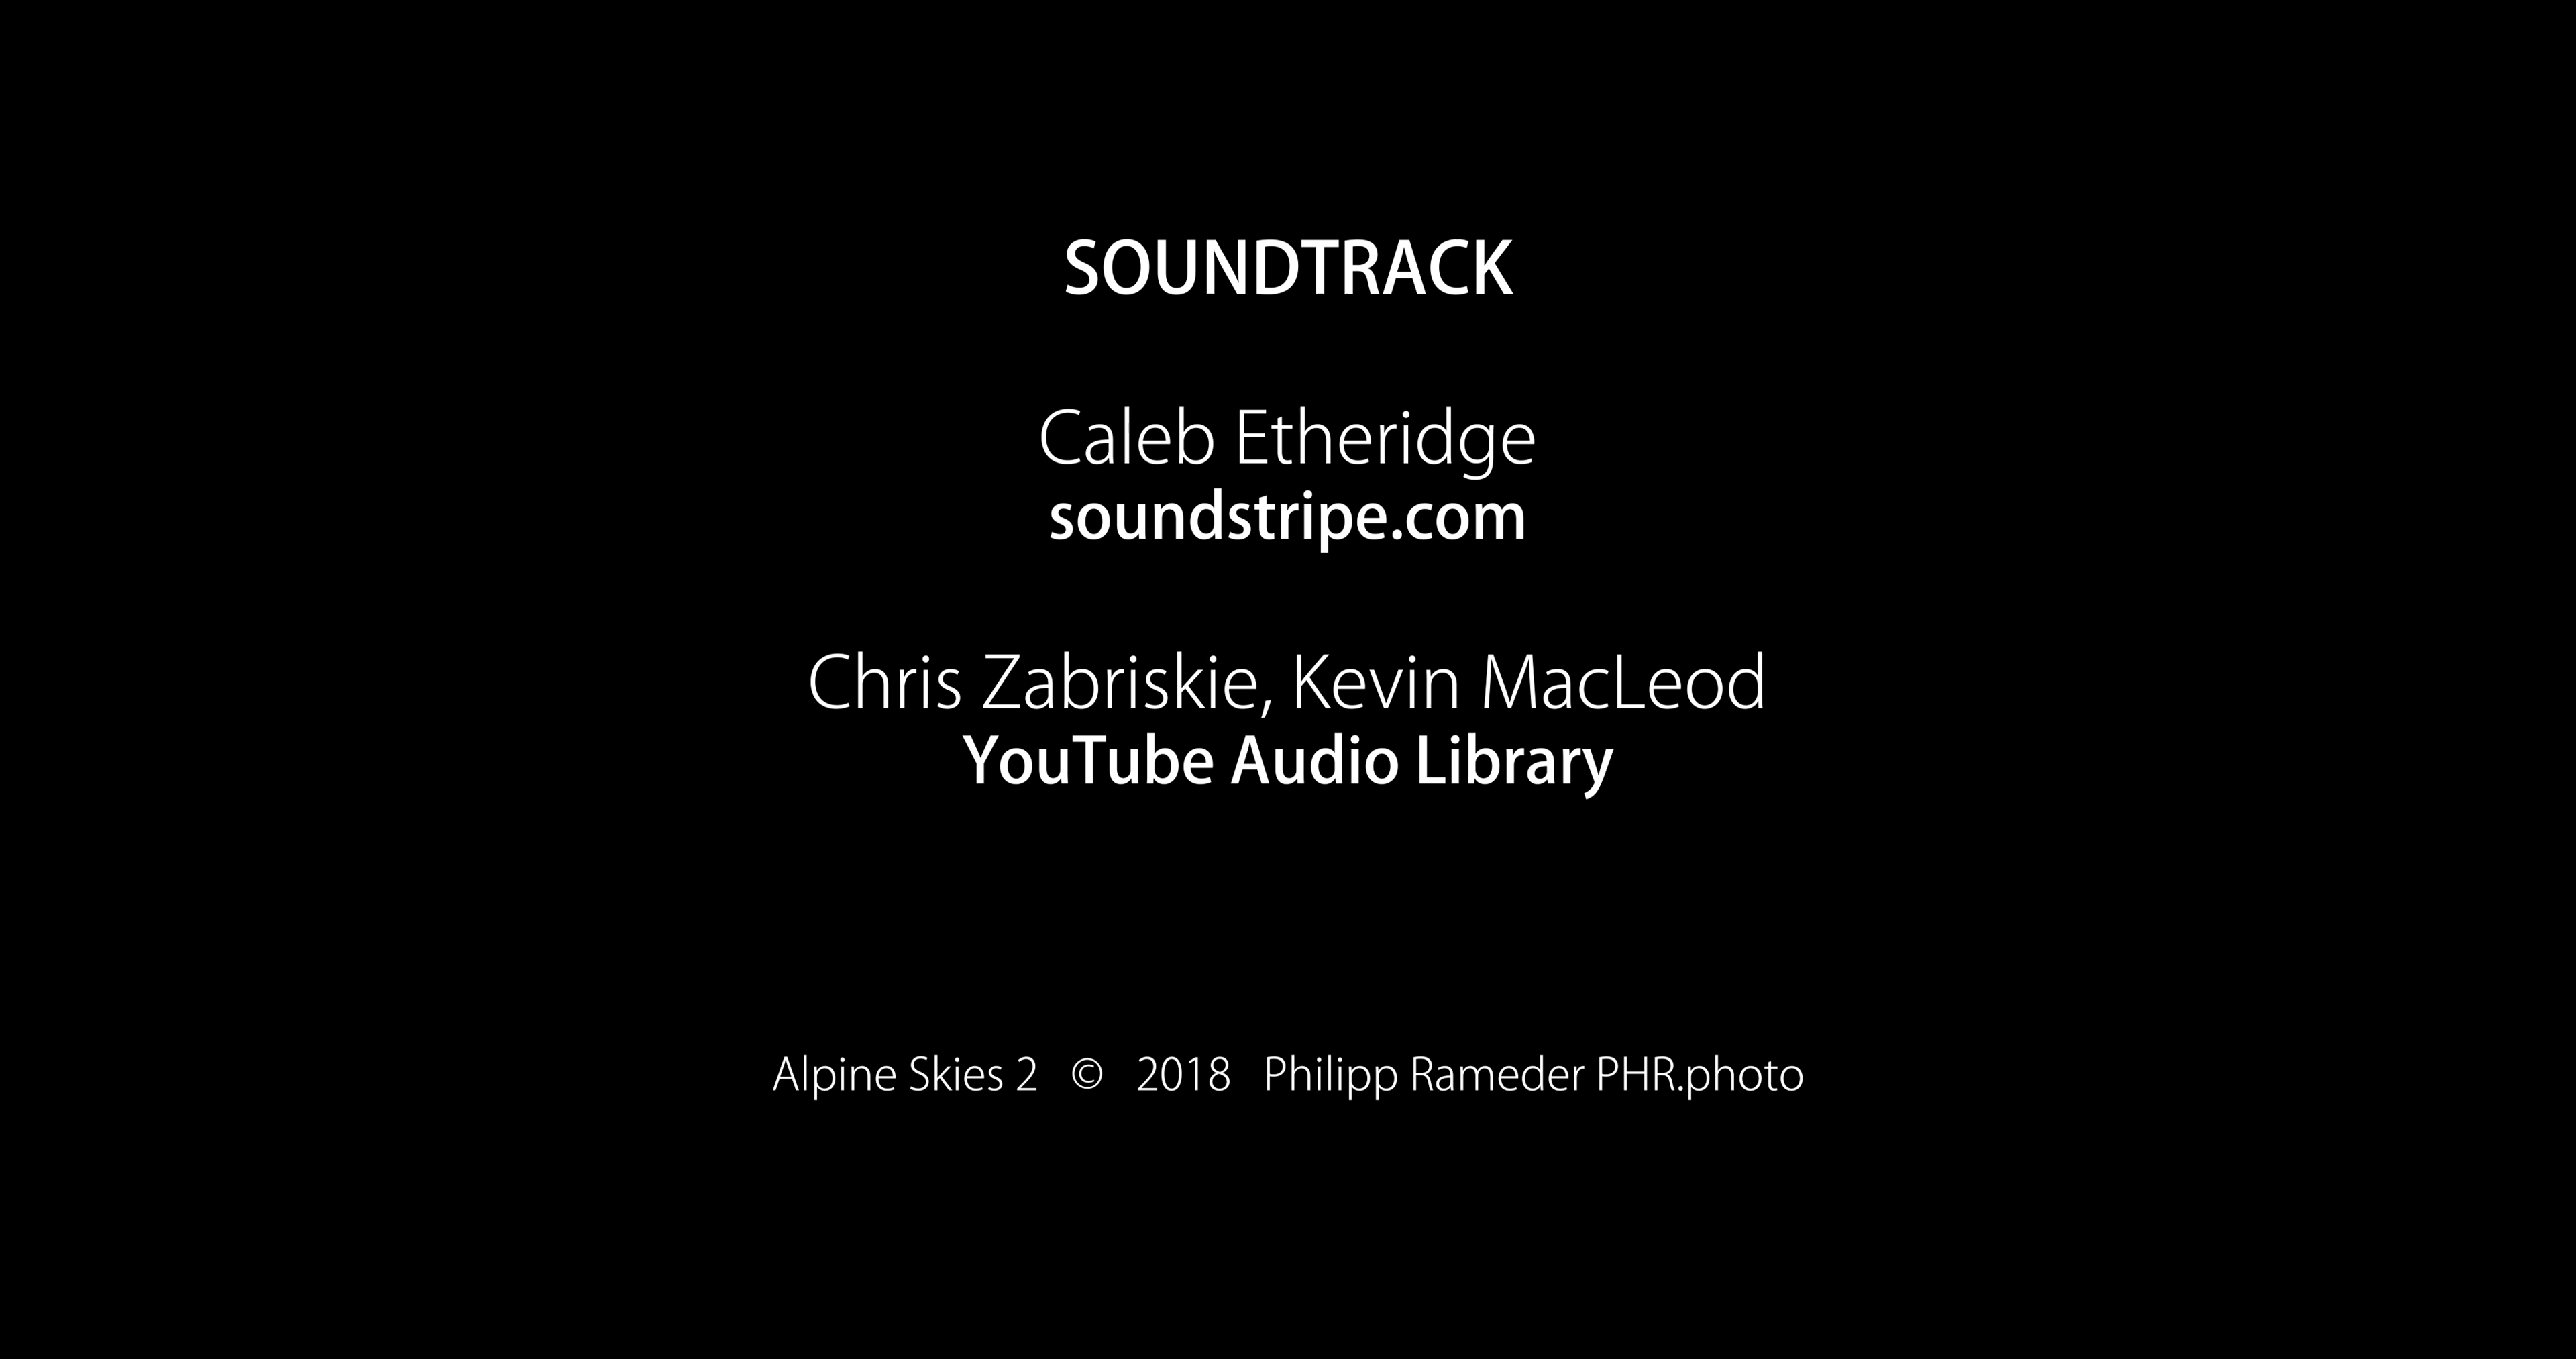 SOUNDTRACK
Caleb Etheridge
soundstripe.com
Chris Zabriskie, Kevin MacLeod
YouTube Audio Library
Alpine Skies 2 © 2018 Philipp Rameder PHR.photo